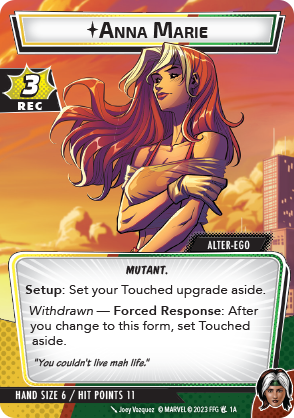 Anna Marie
3
REC
ALTER-EGO
MUTANT.
Setup: Set your Touched upgrade aside.
Withdrawn — Forced Response: After
you change to this form, set Touched
aside.
"You couldn't live mah life."
HAND SIZE 6 / HIT POINTS 11
Joey Vazquez © MARVEL © 2023 FFG 1A